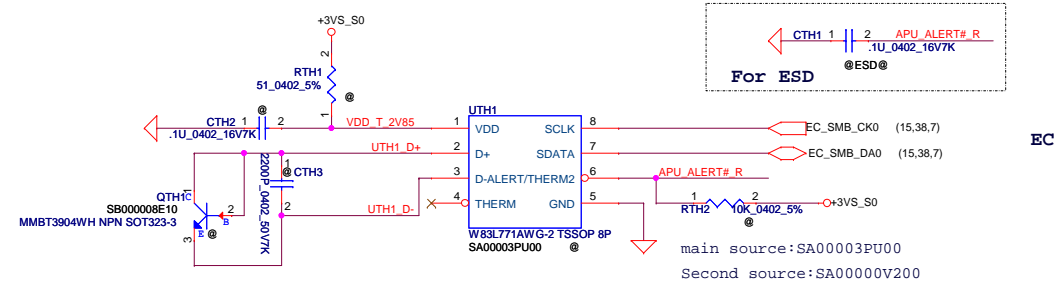 +3VS_S0
2
RTH1
51_0402_5%
@
1
CTH2 1
@
2
.1U_0402_16V7K
VDD_T_2V85
UTH1_D+
UTH1_D-
1
@
CTH3
2
2200P_0402_50V7K
QTH1
C
1
SB000008E10
MMBT3904WH NPN SOT323-3
2
B
E
@
3
UTH1
1 VDD
2 D+
3 D-ALERT/THERM2
4 THERM
SCLK 8
SDATA 7
6
GND 5
W83L771AWG-2 TSSOP 8P
SA00003PU00 @
EC_SMB_CK0 (15,38,7)
EC_SMB_DA0 (15,38,7)
EC
APU_ALERT#_R
1 2
RTH2 10K_0402_5%
@
+3VS_S0
main source:SA00003PU00
Second source:SA00000V200
CTH1 1 2 APU_ALERT#_R
.1U_0402_16V7K
@ESD@
For ESD